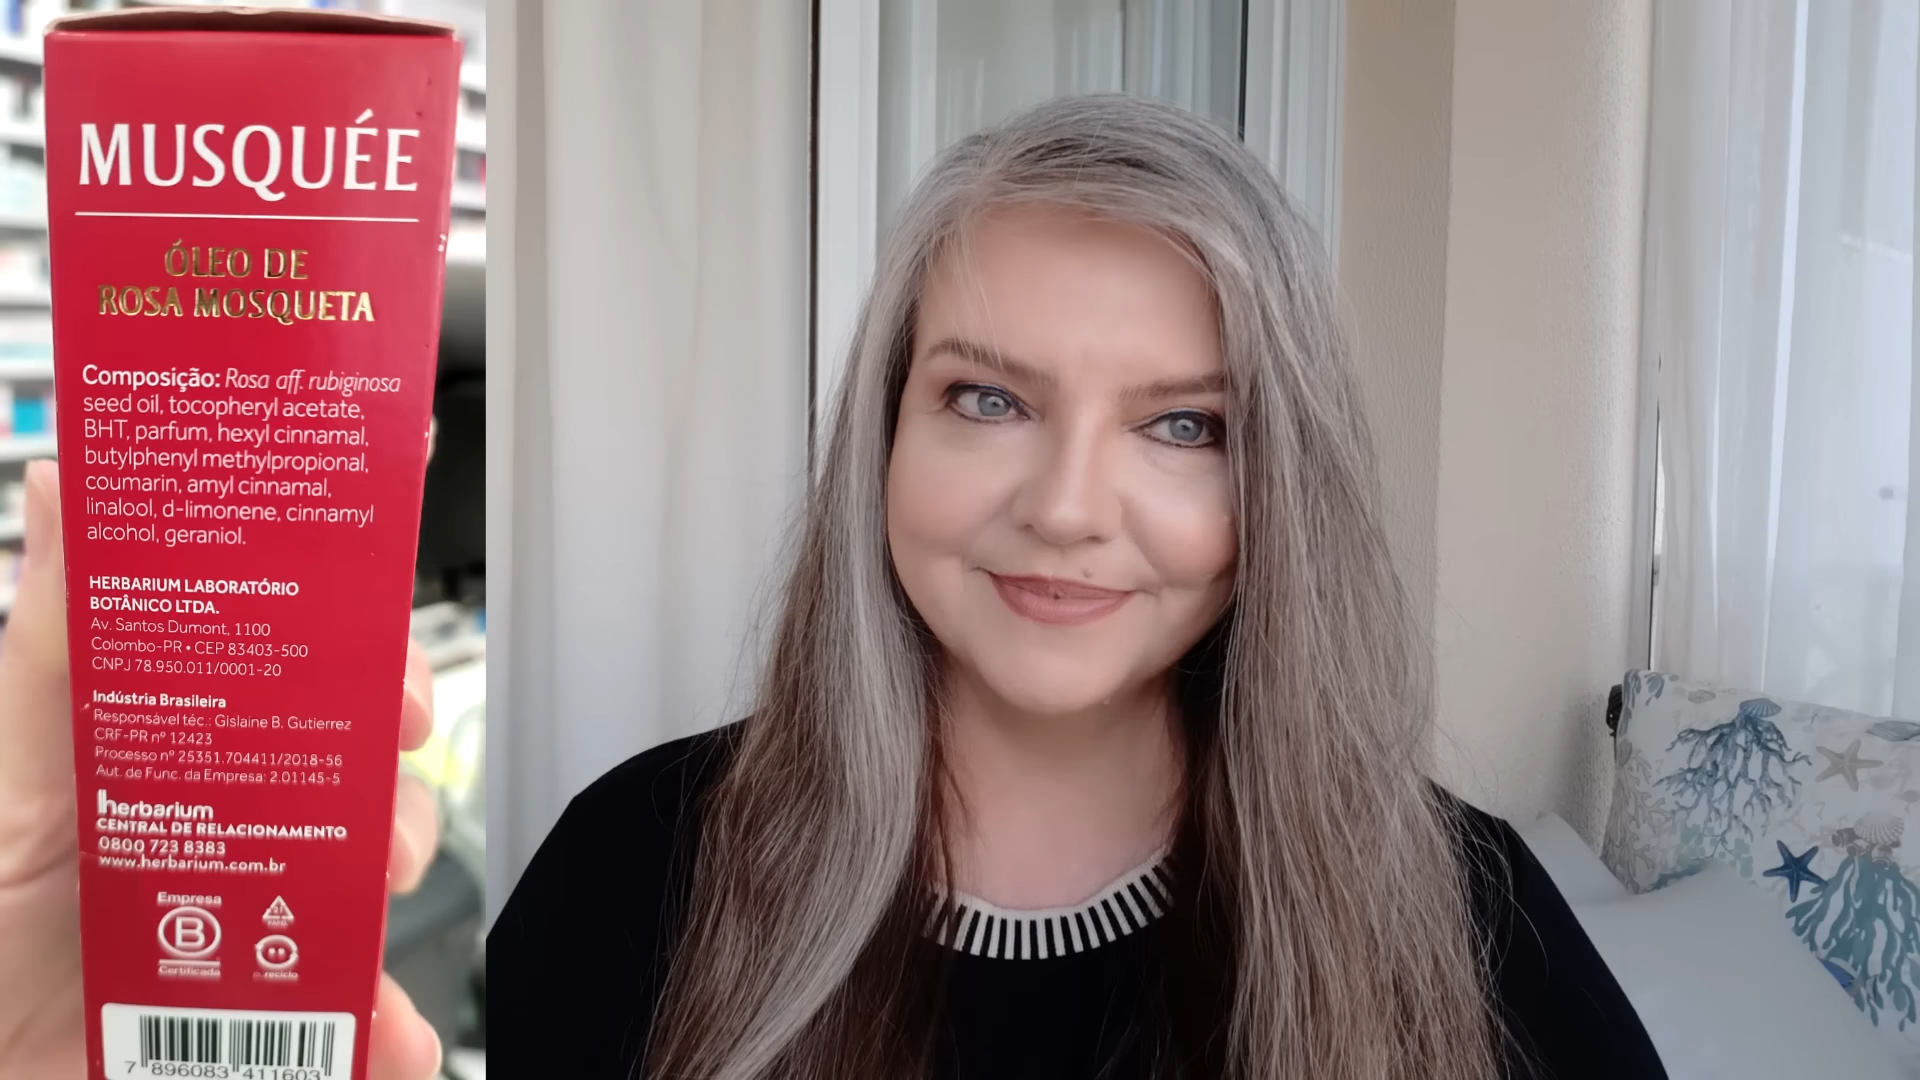 MUSQUÉE
ÓLEO DE
ROSA MOSQUETA
Composição: Rosa aff. rubiginosa
seed oil, tocopheryl acetate,
BHT, parfum, hexyl cinnamal,
butylphenyl methylpropional,
coumarin, amyl cinnamal,
linalool, d-limonene, cinnamyl
alcohol, geraniol.
HERBARIUM LABORATÓRIO
BOTÂNICO LTDA.
Av. Santos Dumont, 1100
Colombo-PR • CEP 83403-500
CNPJ 78.950.011/0001-20
Indústria Brasileira
Responsável téc.: Gislaine B. Gutierrez
CRF-PR nº 12423
Processo nº 25351.704411/2018-56
Aut. de Func. da Empresa: 2.01145-5
herbarium
CENTRAL DE RELACIONAMENTO
0800 723 8383
www.herbarium.com.br
Empresa
B
Certificada
reciclo
7 896083 411603